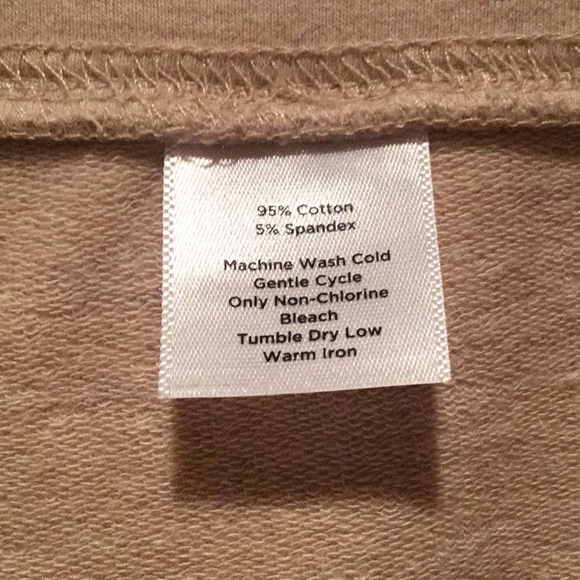 95% Cotton
5% Spandex
Machine Wash Cold
Gentle Cycle
Only Non-Chlorine
Bleach
Tumble Dry Low
Warm Iron